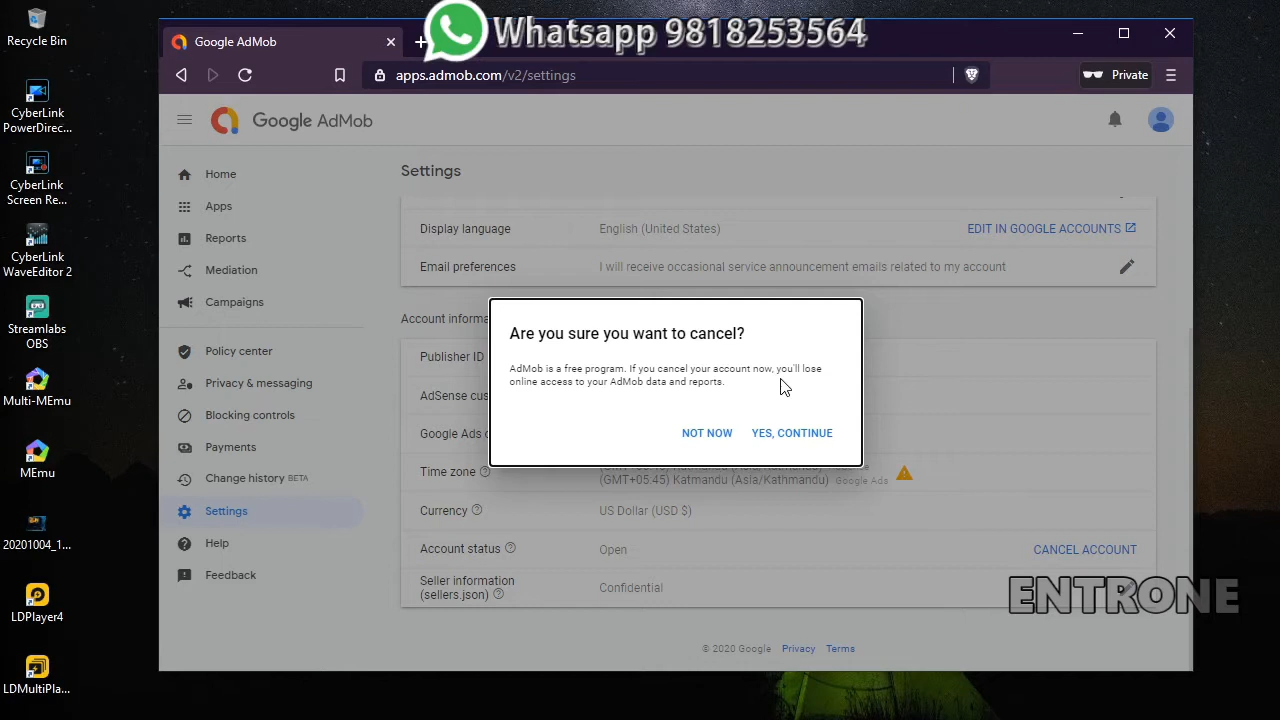 Recycle Bin
CyberLink
PowerDirec...
CyberLink
Screen Re...
CyberLink
WaveEditor 2
Streamlabs
OBS
Multi-MEmu
MEmu
20201004_1...
LDPlayer4
LDMultiPla...
Whatsapp 9818253564
Google AdMob
apps.admob.com/v2/settings
Private
Google AdMob
Home
Apps
Reports
Mediation
Campaigns
Policy center
Privacy & messaging
Blocking controls
Payments
Change history BETA
Settings
Help
Feedback
Settings
Display language English (United States) EDIT IN GOOGLE ACCOUNTS
Email preferences I will receive occasional service announcement emails related to my account
Account informa
Publisher ID
AdSense cus
Google Ads
Are you sure you want to cancel?
AdMob is a free program. If you cancel your account now, you'll lose
online access to your AdMob data and reports.
NOT NOW YES, CONTINUE
Time zone
(GMT+05:45) Katmandu (Asia/Kathmandu) Google Ads
Currency US Dollar (USD $)
Account status Open CANCEL ACCOUNT
Seller information
(sellers.json) Confidential
ENTRONE
© 2020 Google Privacy Terms